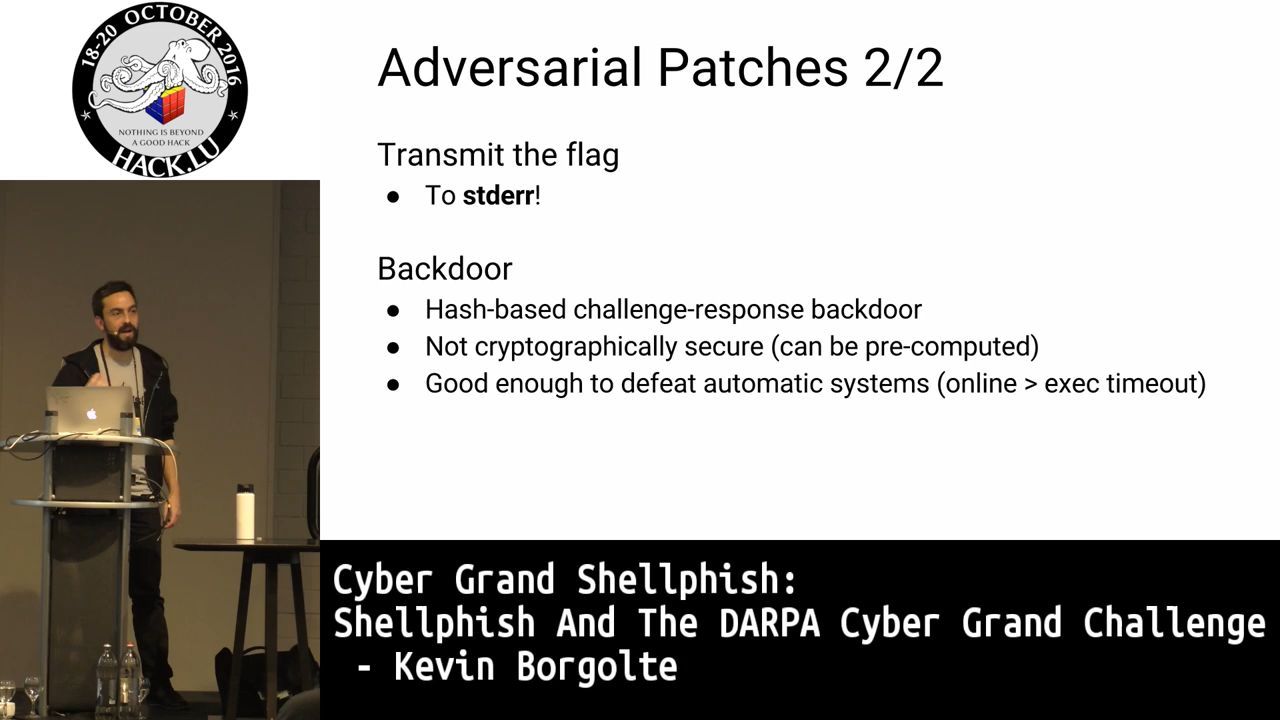 18-20 OCTOBER 2016
NOTHING IS BEYOND
A GOOD HACK
HACK.LU
Adversarial Patches 2/2
Transmit the flag
● To stderr!
Backdoor
● Hash-based challenge-response backdoor
● Not cryptographically secure (can be pre-computed)
● Good enough to defeat automatic systems (online > exec timeout)
Cyber Grand Shellphish:
Shellphish And The DARPA Cyber Grand Challenge
- Kevin Borgolte